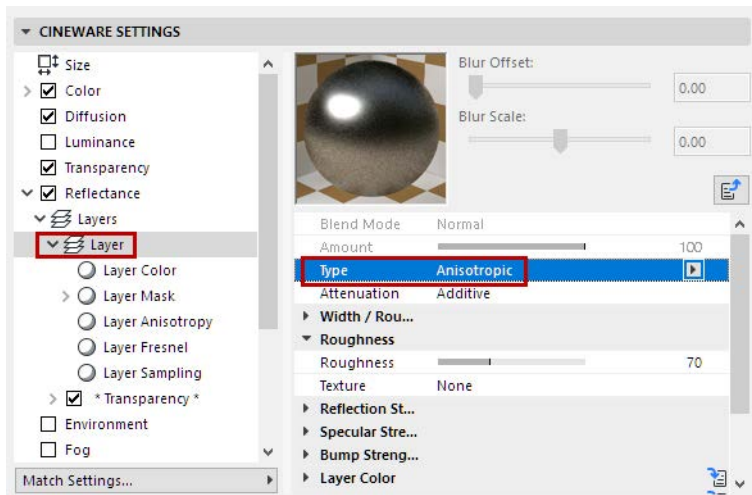 CINEWARE SETTINGS
Size
Color
Diffusion
Luminance
Transparency
Reflectance
Layers
Layer
Layer Color
Layer Mask
Layer Anisotropy
Layer Fresnel
Layer Sampling
* Transparency *
Environment
Fog
Match Settings...
Blur Offset:
0.00
Blur Scale:
0.00
Blend Mode Normal
Amount 100
Type Anisotropic
Attenuation Additive
Width / Rou...
Roughness
Roughness 70
Texture None
Reflection St...
Specular Stre...
Bump Streng...
Layer Color